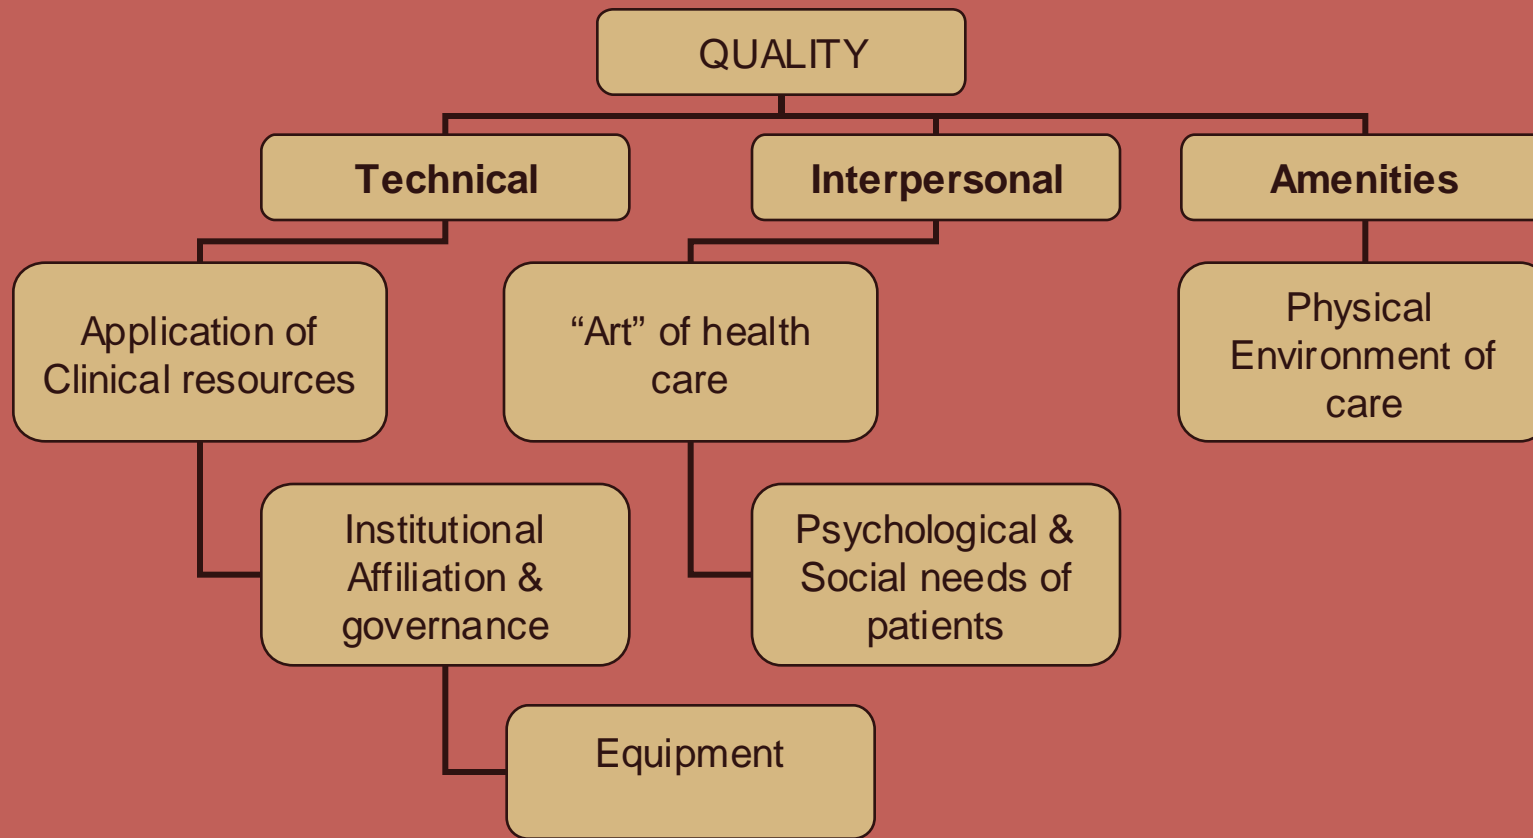 QUALITY
Technical
Interpersonal
Amenities
Application of
Clinical resources
“Art” of health
care
Physical
Environment of
care
Institutional
Affiliation &
governance
Psychological &
Social needs of
patients
Equipment